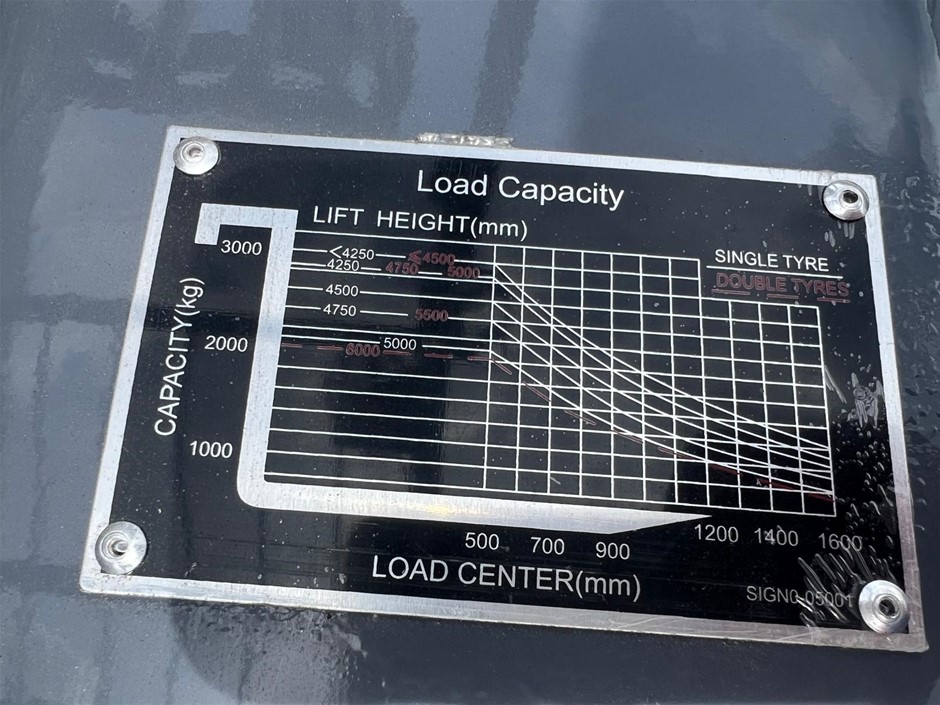 Load Capacity
LIFT HEIGHT(mm)
3000
<4250 ≤4500
4250 4750 5000
SINGLE TYRE
DOUBLE TYRES
4500
4750 5500
2000
5000
6000
CAPACITY(kg)
1000
500 700 900 1200 1400 1600
LOAD CENTER(mm)
SIGN0-05001